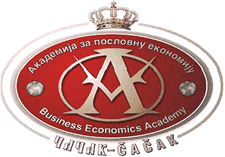 Академија за пословну економију
A
Business Economics Academy
ЧАЧАК-ČAČAK